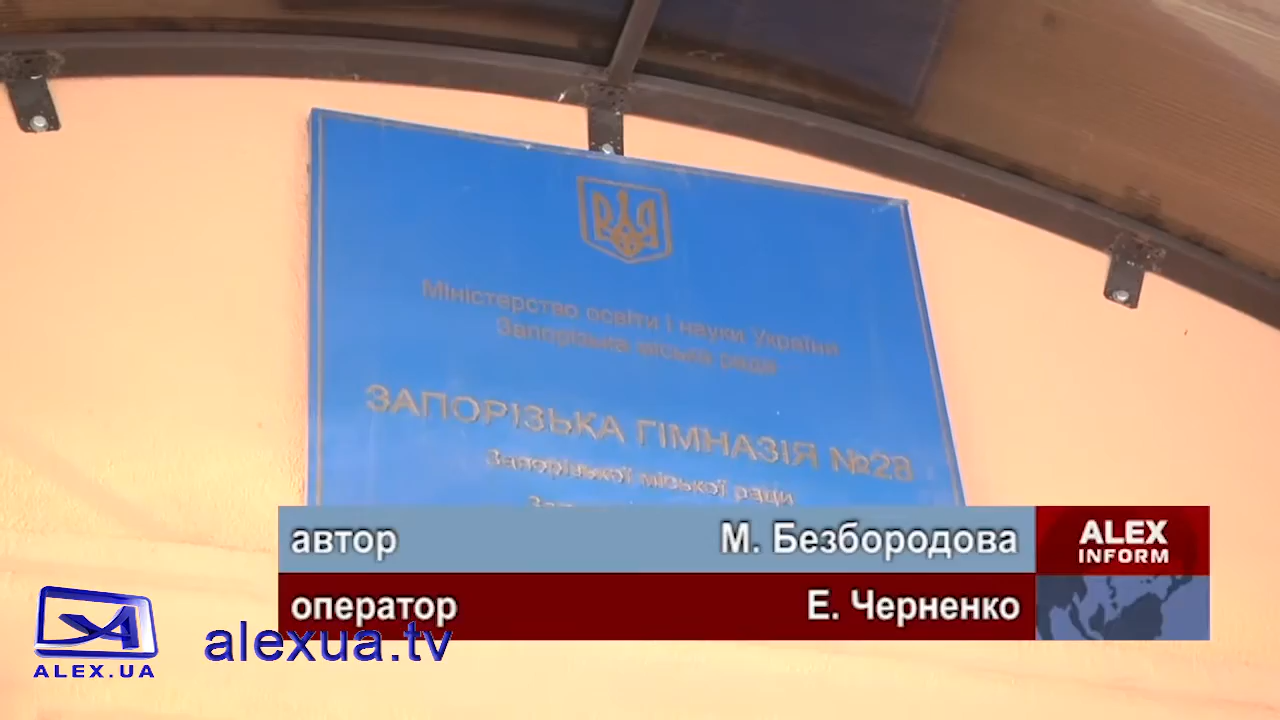 Міністерство освіти і науки України
Запорізька міська рада
ЗАПОРІЗЬКА ГІМНАЗІЯ №28
Запорізької міської ради
автор М. Безбородова
ALEX
INFORM
оператор Е. Черненко
alexua.tv
ALEX.UA